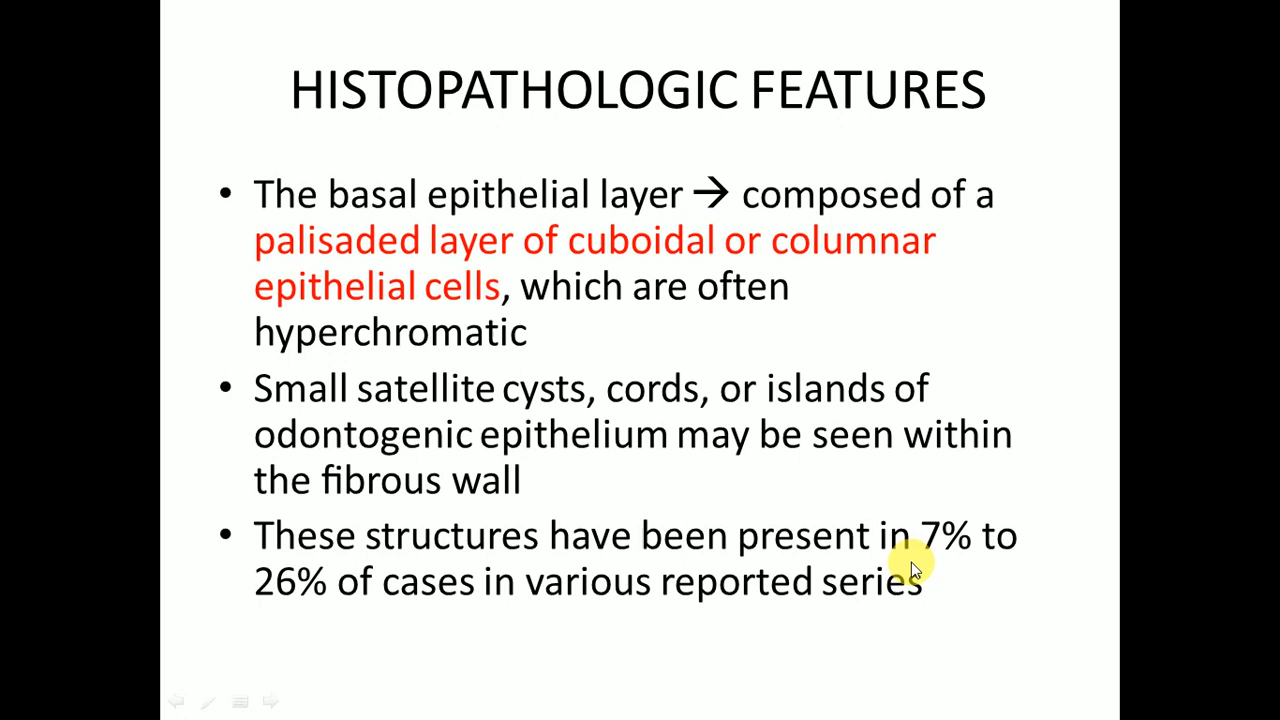 HISTOPATHOLOGIC FEATURES
• The basal epithelial layer → composed of a
palisaded layer of cuboidal or columnar
epithelial cells, which are often
hyperchromatic
• Small satellite cysts, cords, or islands of
odontogenic epithelium may be seen within
the fibrous wall
• These structures have been present in 7% to
26% of cases in various reported series